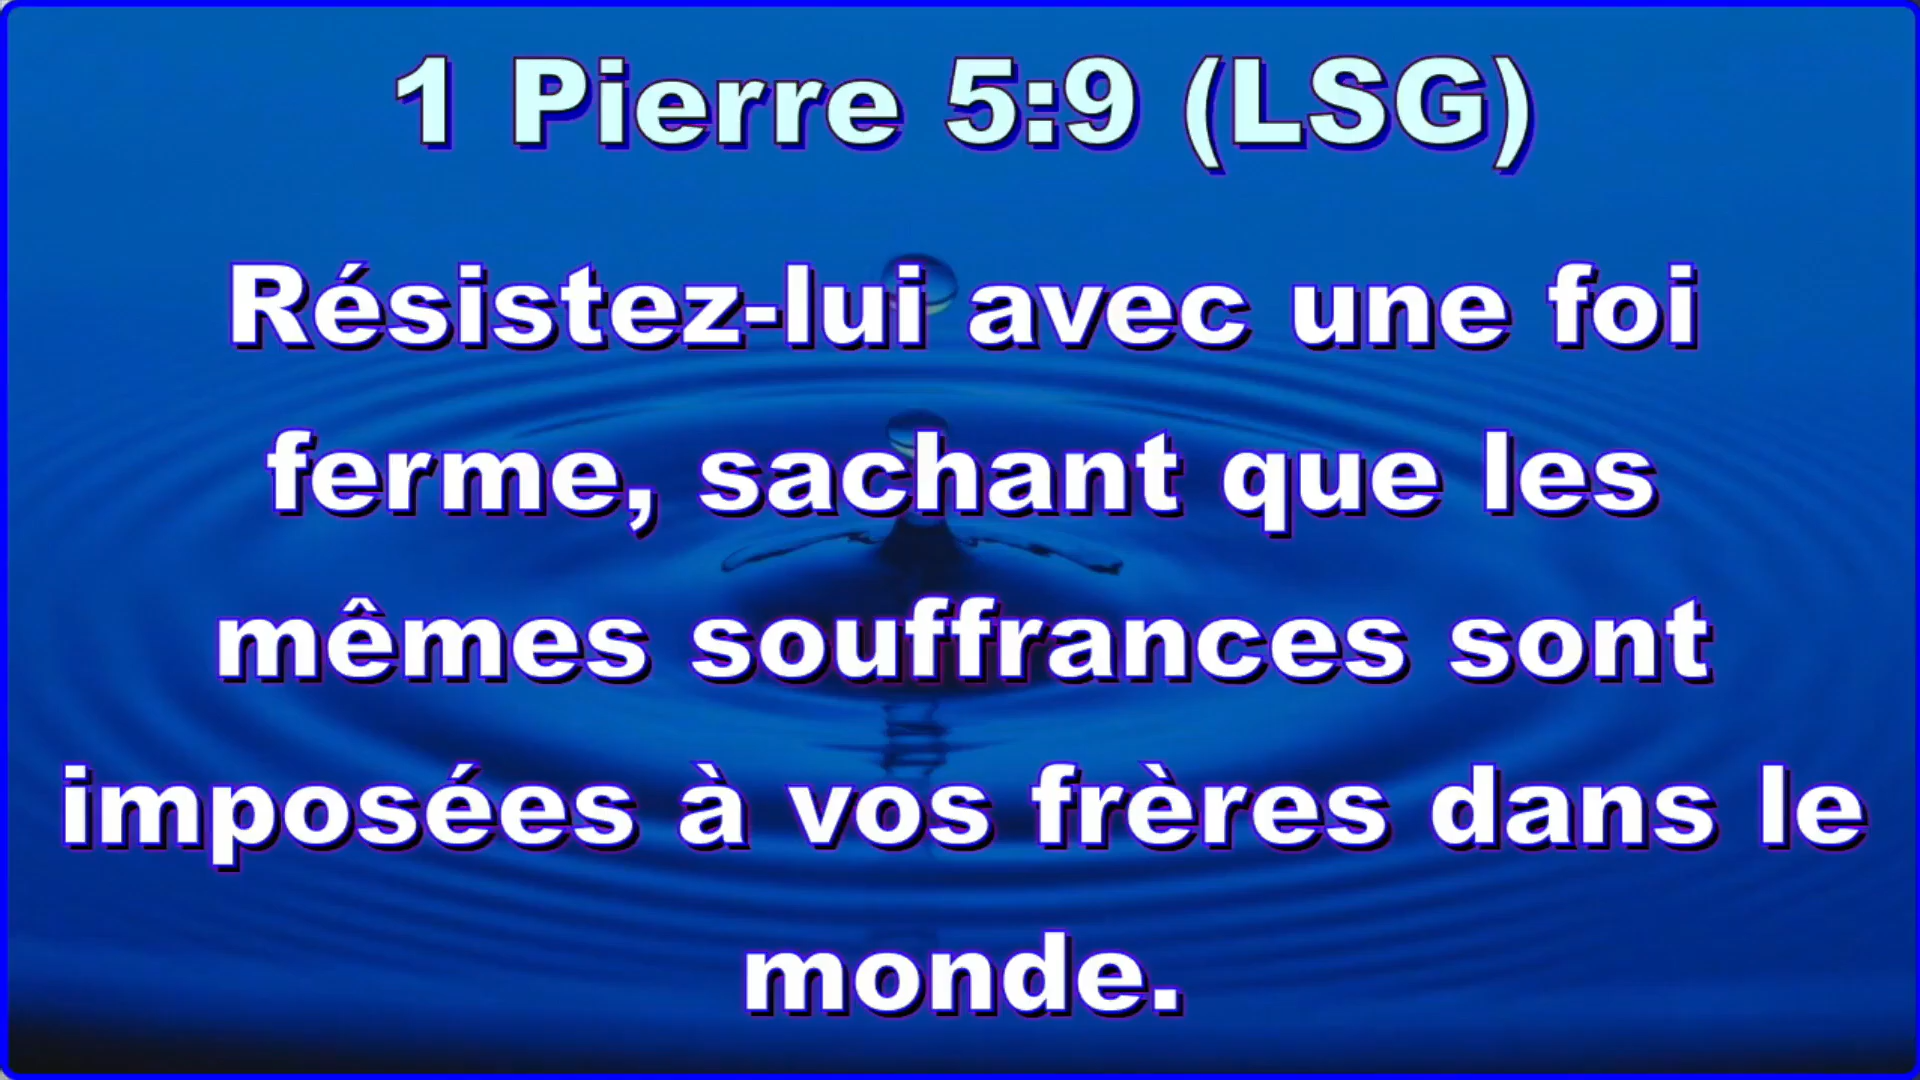 1 Pierre 5:9 (LSG)
Résistez-lui avec une foi
ferme, sachant que les
mêmes souffrances sont
imposées à vos frères dans le
monde.